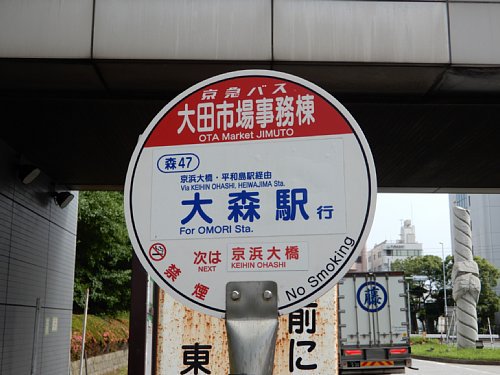 京急バス
大田市場事務棟
OTA Market JIMUTO
森47
京浜大橋・平和島駅経由
Via KEIHIN OHASHI, HEIWAJIMA Sta.
大森駅 行
For OMORI Sta.
次は 京浜大橋
NEXT KEIHIN OHASHI
禁煙
No Smoking
前に
東
藤